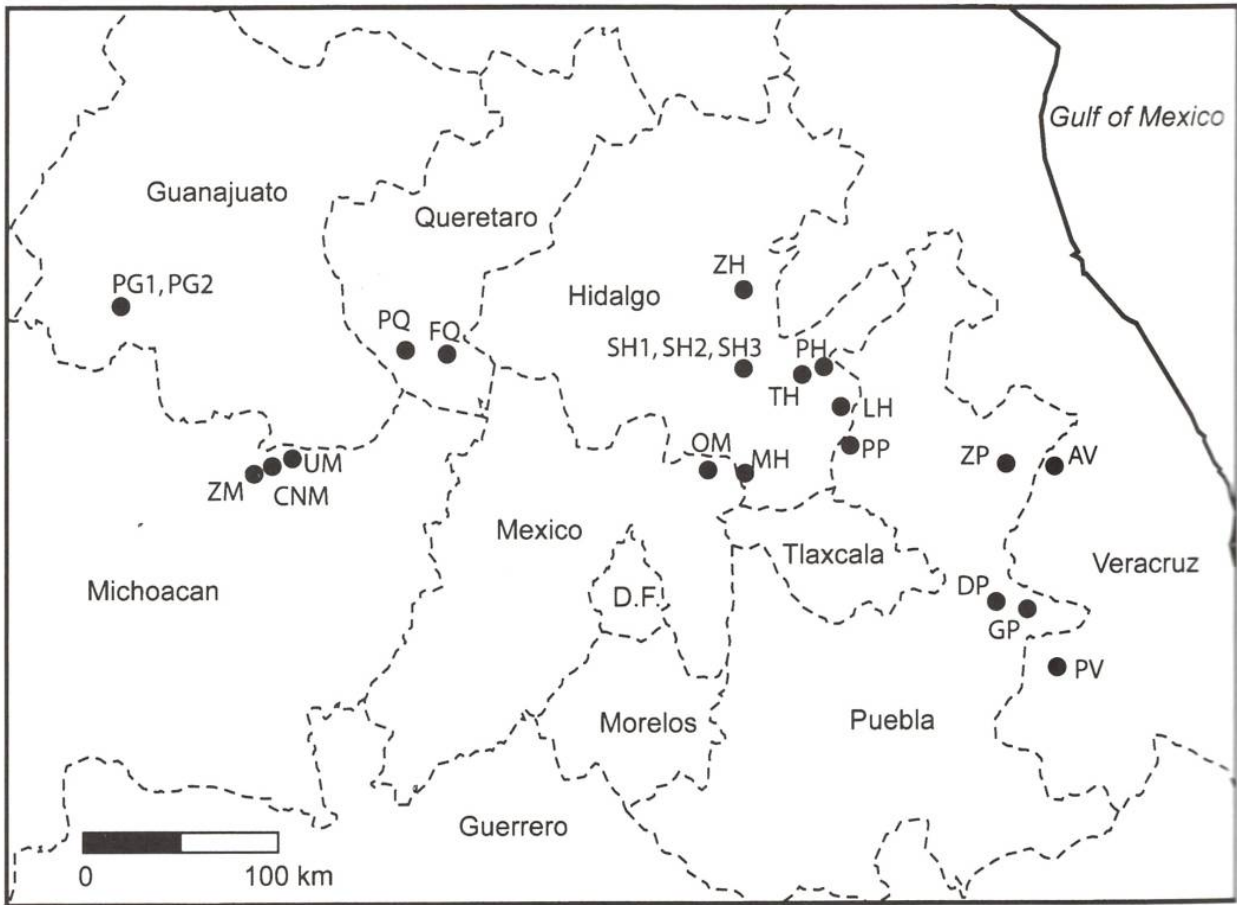 Gulf of Mexico
Guanajuato
Queretaro
ZH
PG1, PG2
Hidalgo
PQ
FQ
SH1, SH2, SH3
PH
TH
LH
OM
MH
PP
ZP
AV
UM
ZM
CNM
Mexico
Tlaxcala
Veracruz
Michoacan
D.F.
DP
GP
PV
Morelos
Puebla
Guerrero
0
100 km